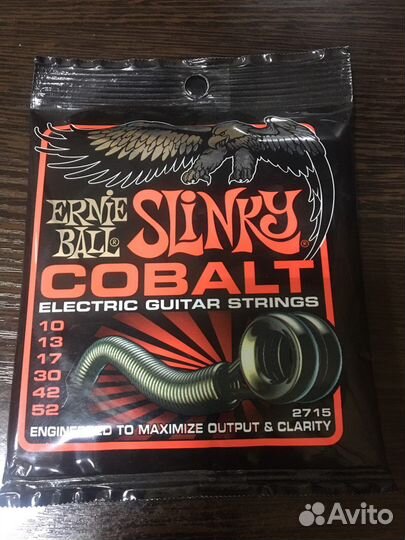 ERNIE BALL® SLINKY®
COBALT
ELECTRIC GUITAR STRINGS
10
13
17
30
42
52
2715
ENGINEERED TO MAXIMIZE OUTPUT & CLARITY
Avito